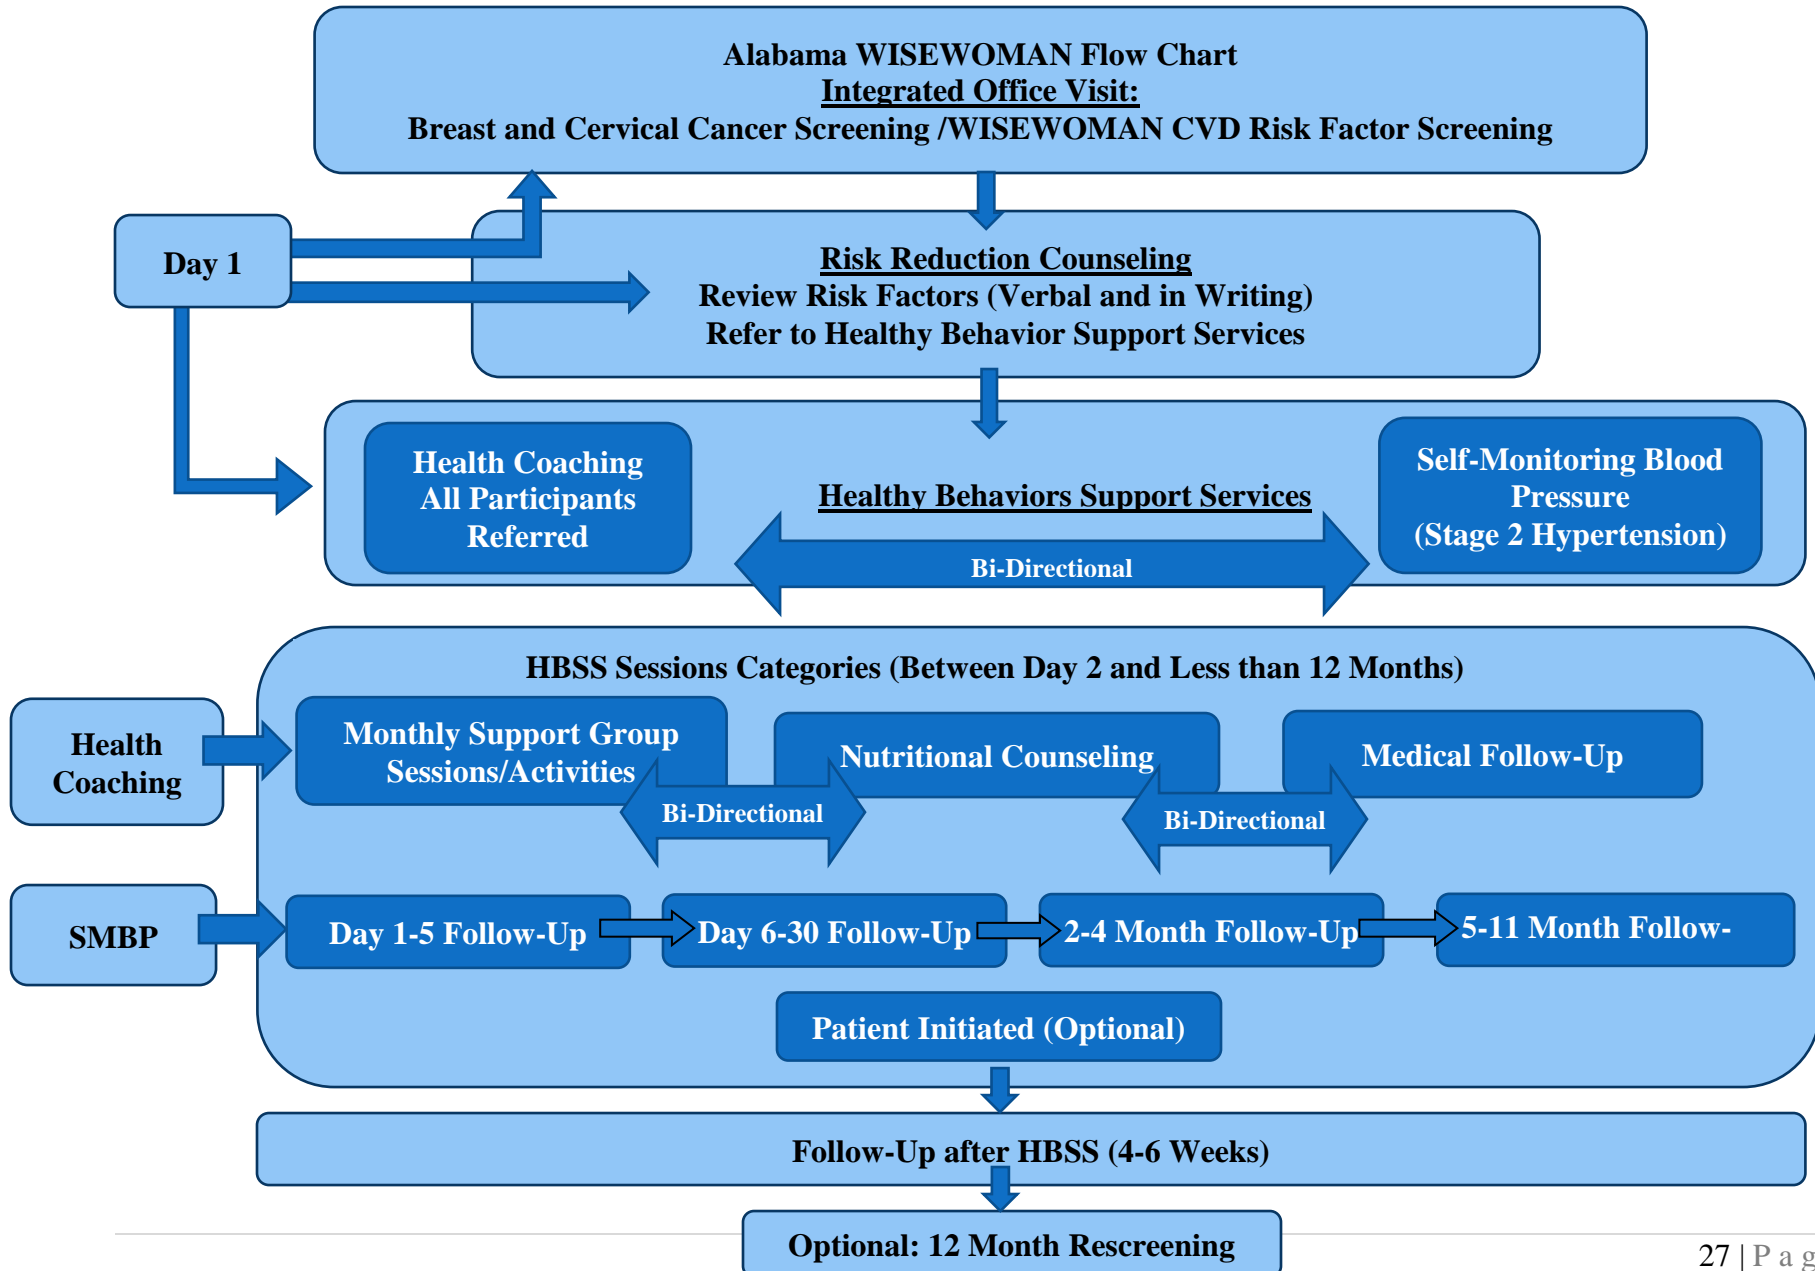 Alabama WISEWOMAN Flow Chart
Integrated Office Visit:
Breast and Cervical Cancer Screening /WISEWOMAN CVD Risk Factor Screening
Day 1
Risk Reduction Counseling
Review Risk Factors (Verbal and in Writing)
Refer to Healthy Behavior Support Services
Health Coaching
All Participants
Referred
Healthy Behaviors Support Services
Bi-Directional
Self-Monitoring Blood
Pressure
(Stage 2 Hypertension)
HBSS Sessions Categories (Between Day 2 and Less than 12 Months)
Health
Coaching
Monthly Support Group
Sessions/Activities
Nutritional Counseling
Medical Follow-Up
Bi-Directional
Bi-Directional
SMBP
Day 1-5 Follow-Up
Day 6-30 Follow-Up
2-4 Month Follow-Up
5-11 Month Follow-
Patient Initiated (Optional)
Follow-Up after HBSS (4-6 Weeks)
Optional: 12 Month Rescreening
27 | P a g